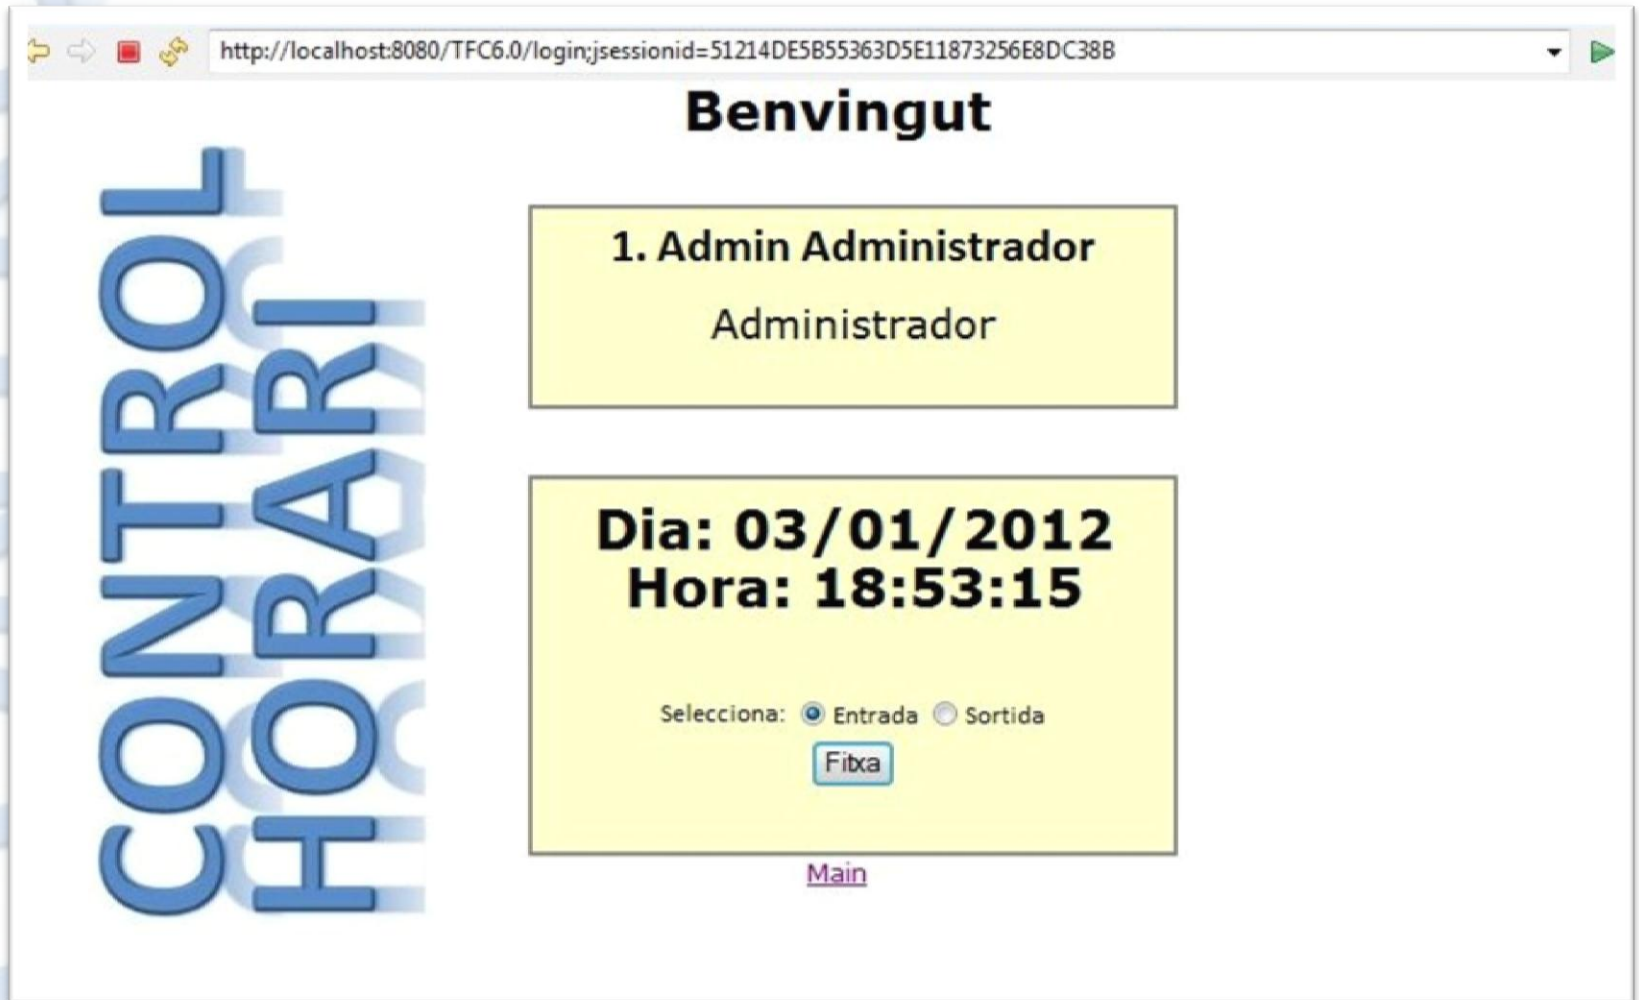 http://localhost:8080/TFC6.0/login;jsessionid=51214DE5B55363D5E11873256E8DC38B
Benvingut
CONTROL
HORARI
1. Admin Administrador
Administrador
Dia: 03/01/2012
Hora: 18:53:15
Selecciona: Entrada Sortida
Fitxa
Main